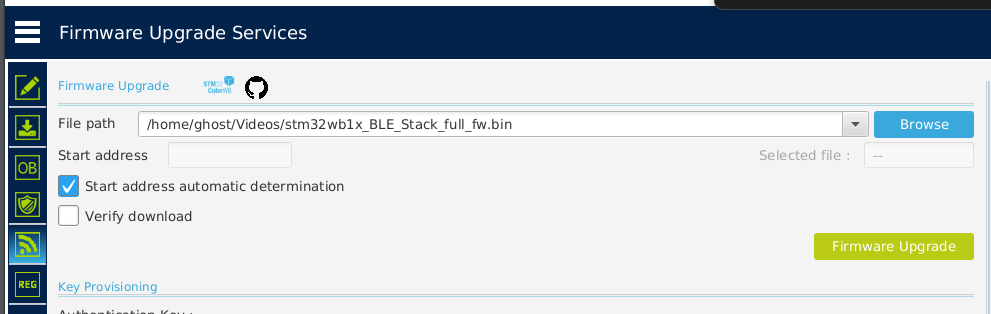 Firmware Upgrade Services
Firmware Upgrade STM32 CubeWB
File path /home/ghost/Videos/stm32wb1x_BLE_Stack_full_fw.bin Browse
Start address Selected file : --
Start address automatic determination
OB
Verify download
Firmware Upgrade
REG
Key Provisioning
Authentication Key :